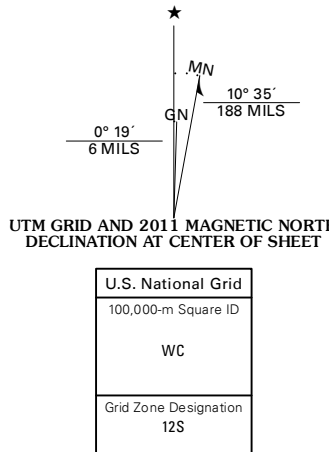 ★
MN
GN
10° 35´
188 MILS
0° 19´
6 MILS
UTM GRID AND 2011 MAGNETIC NORTH
DECLINATION AT CENTER OF SHEET
U.S. National Grid
100,000-m Square ID
WC
Grid Zone Designation
12S